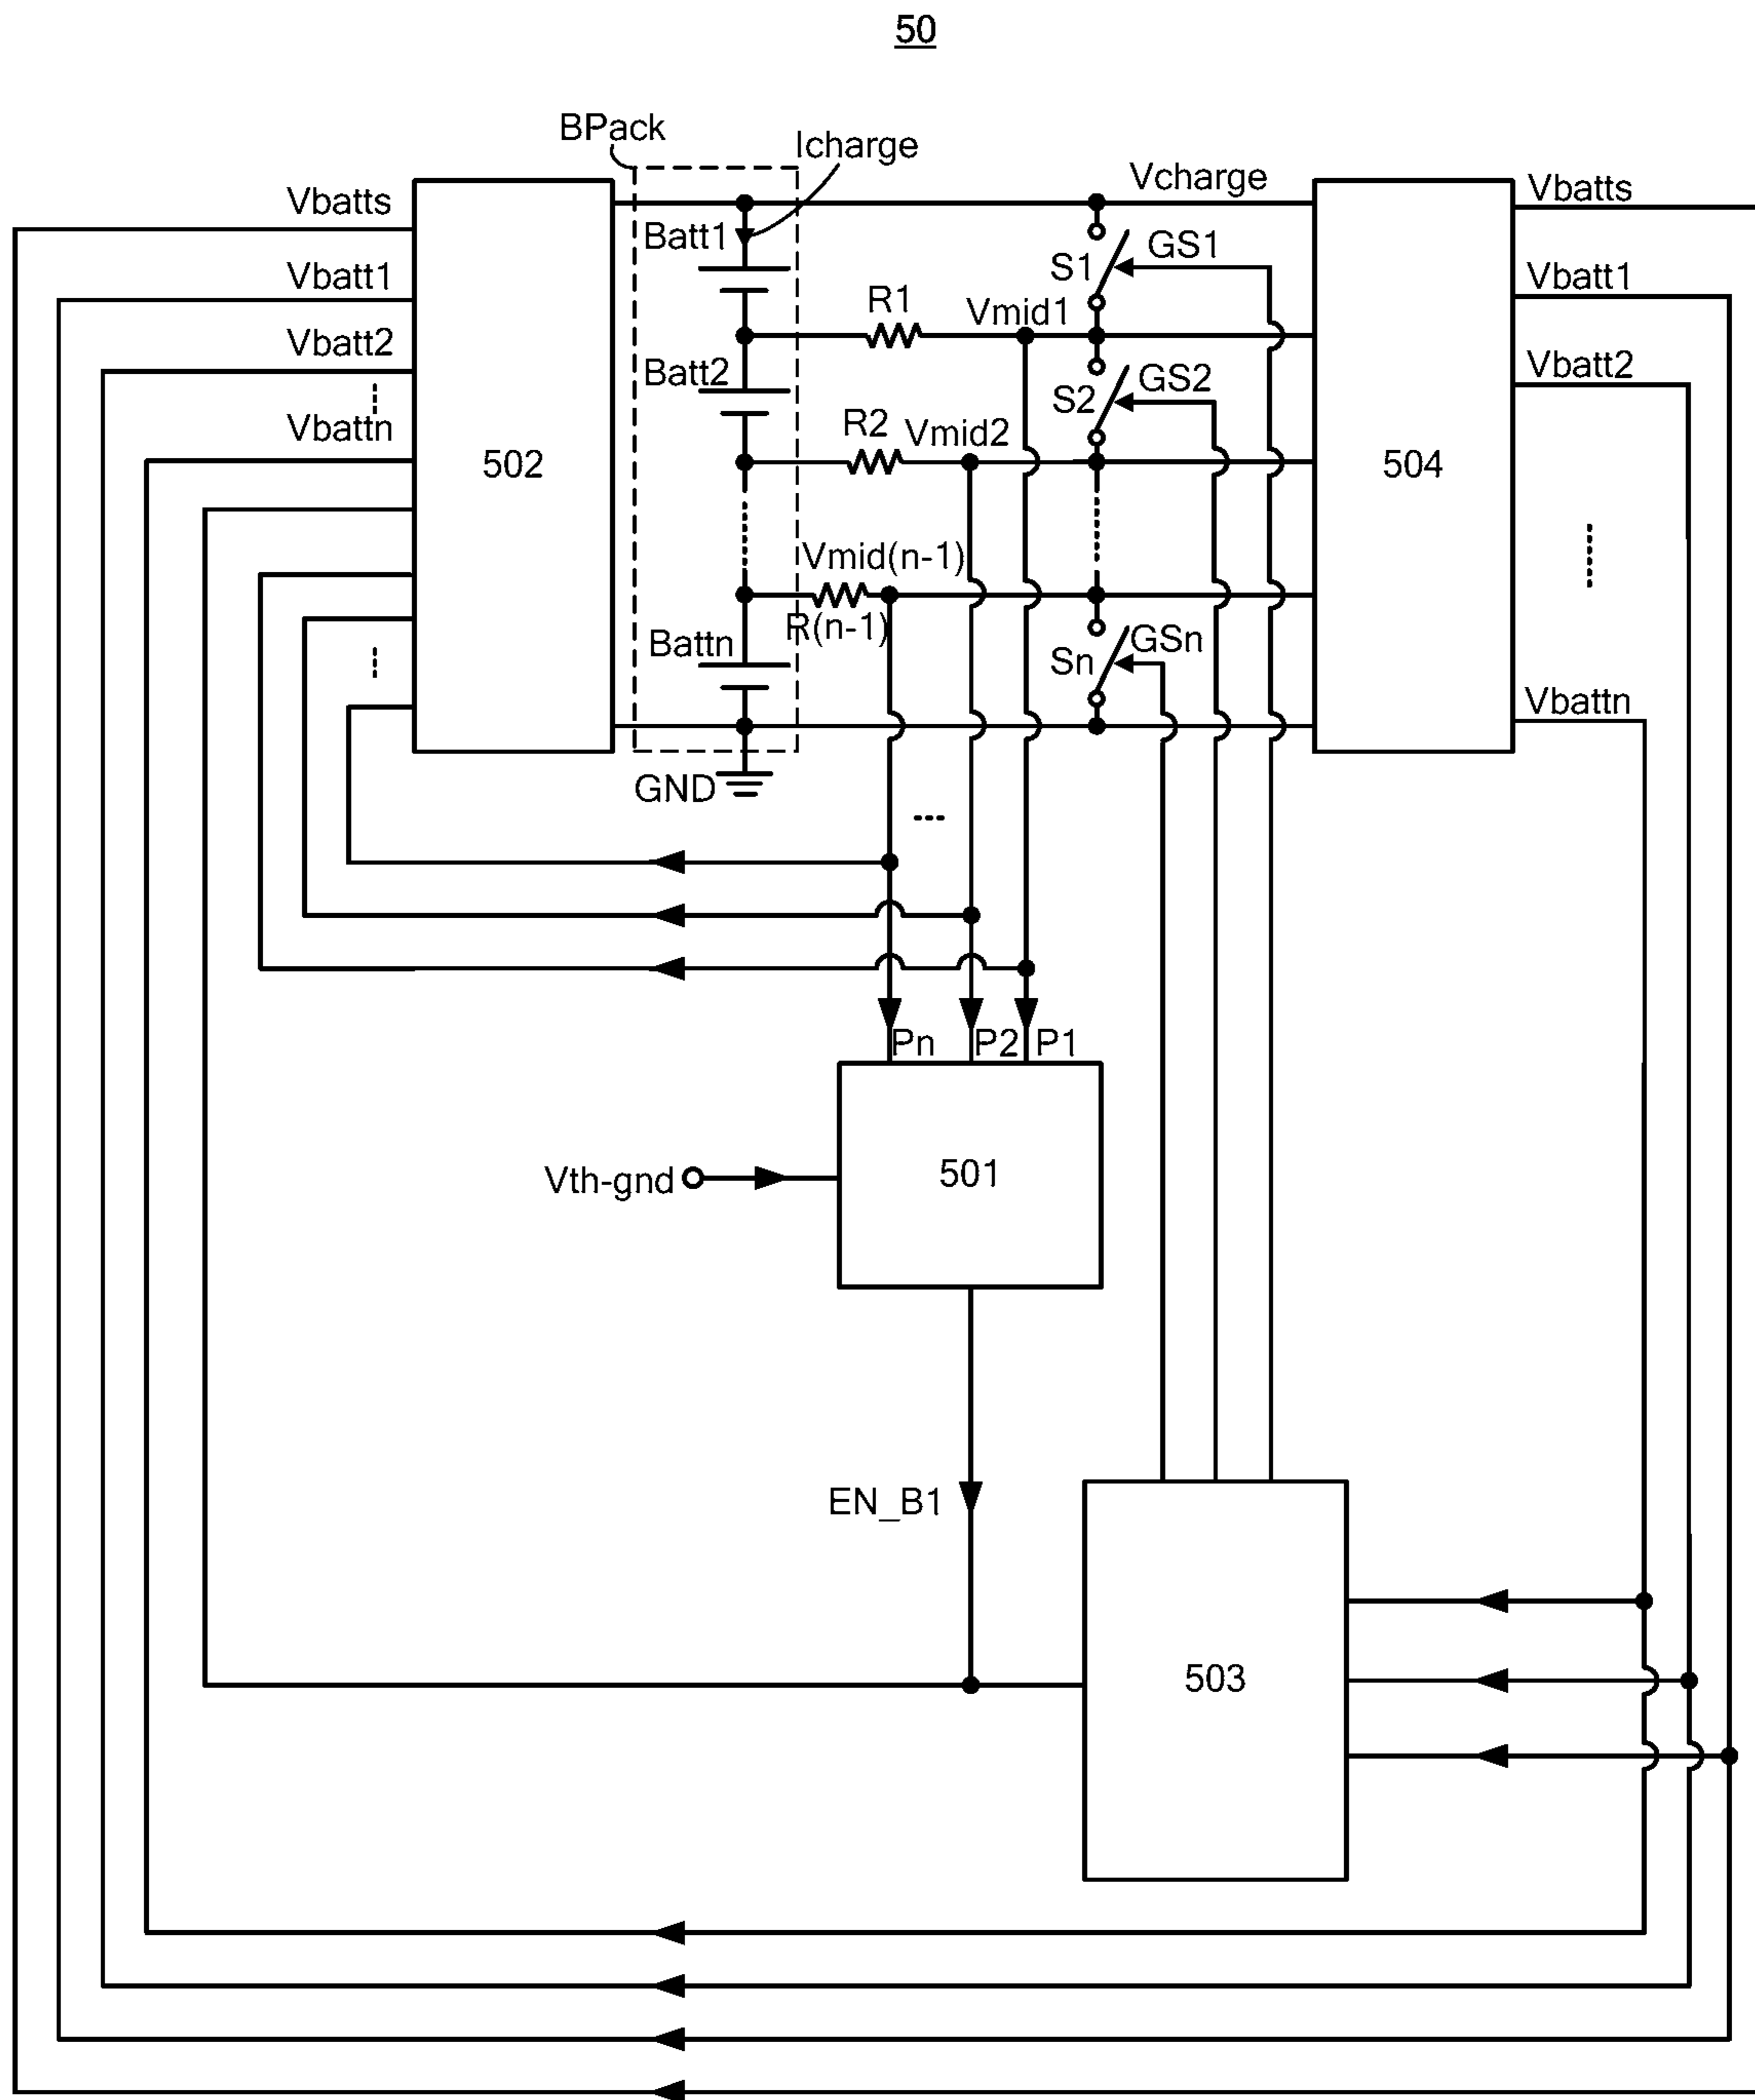 50
BPack
Icharge
Vcharge
Vbatts
Vbatts
Batt1
S1
GS1
Vbatt1
Vbatt1
R1
Vmid1
Vbatt2
Batt2
S2
GS2
Vbatt2
Vbattn
R2
Vmid2
502
504
Vmid(n-1)
R(n-1)
Battn
Sn
GSn
Vbattn
GND
Pn
P2
P1
Vth-gnd
501
EN_B1
503